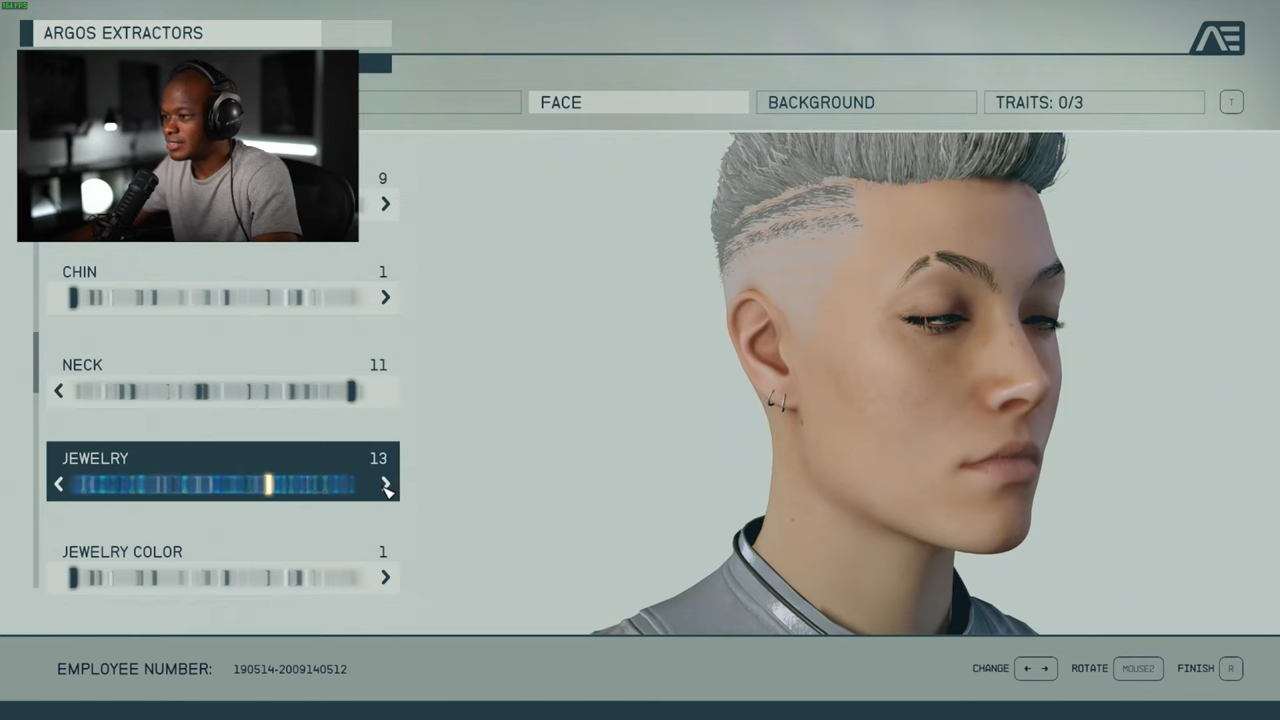 ARGOS EXTRACTORS
AE
FACE
BACKGROUND
TRAITS: 0/3
T
9
CHIN
1
NECK
11
JEWELRY
13
JEWELRY COLOR
1
EMPLOYEE NUMBER:
190514-2009140512
CHANGE
ROTATE
MOUSE2
FINISH
R